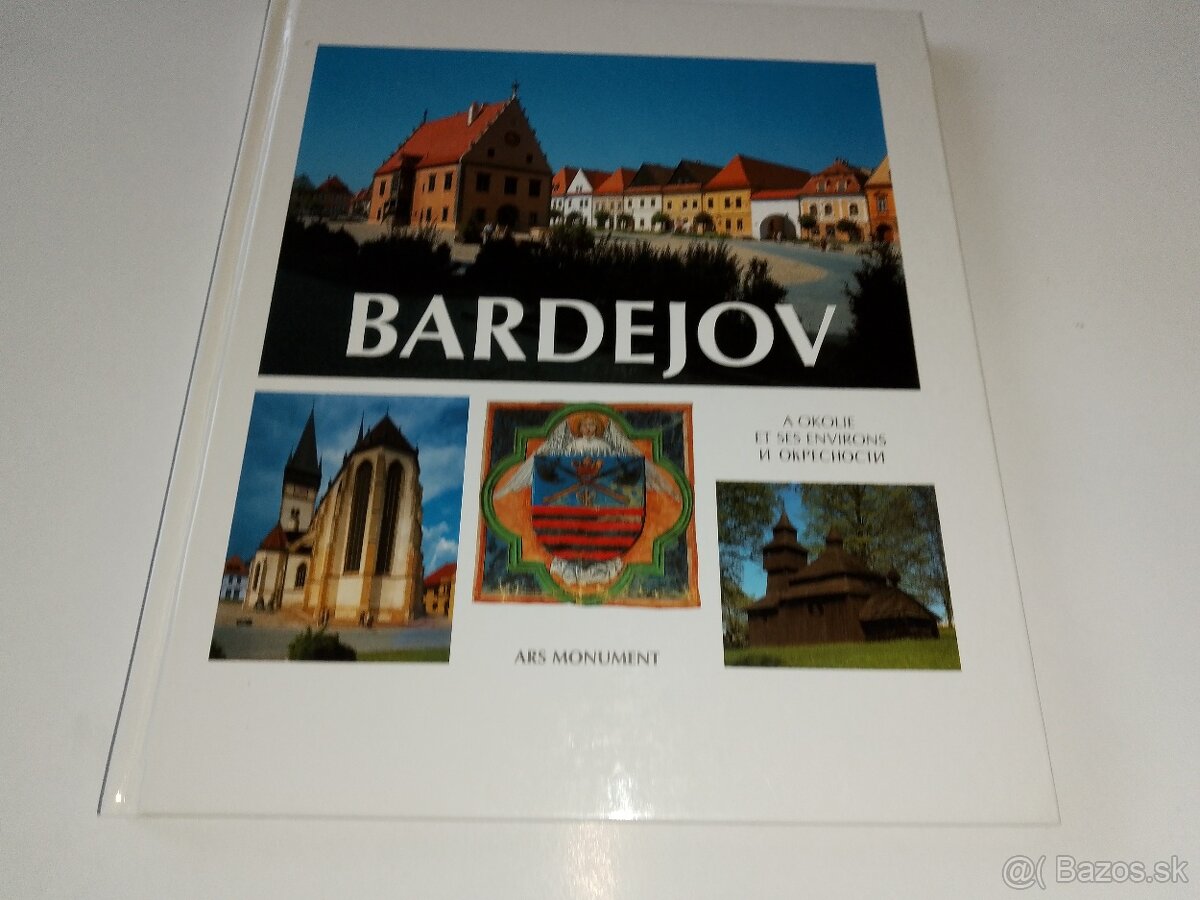 BARDEJOV
A OKOLIE
ET SES ENVIRONS
И ОКРЕСНОСТИ
ARS MONUMENT
@( Bazos.sk